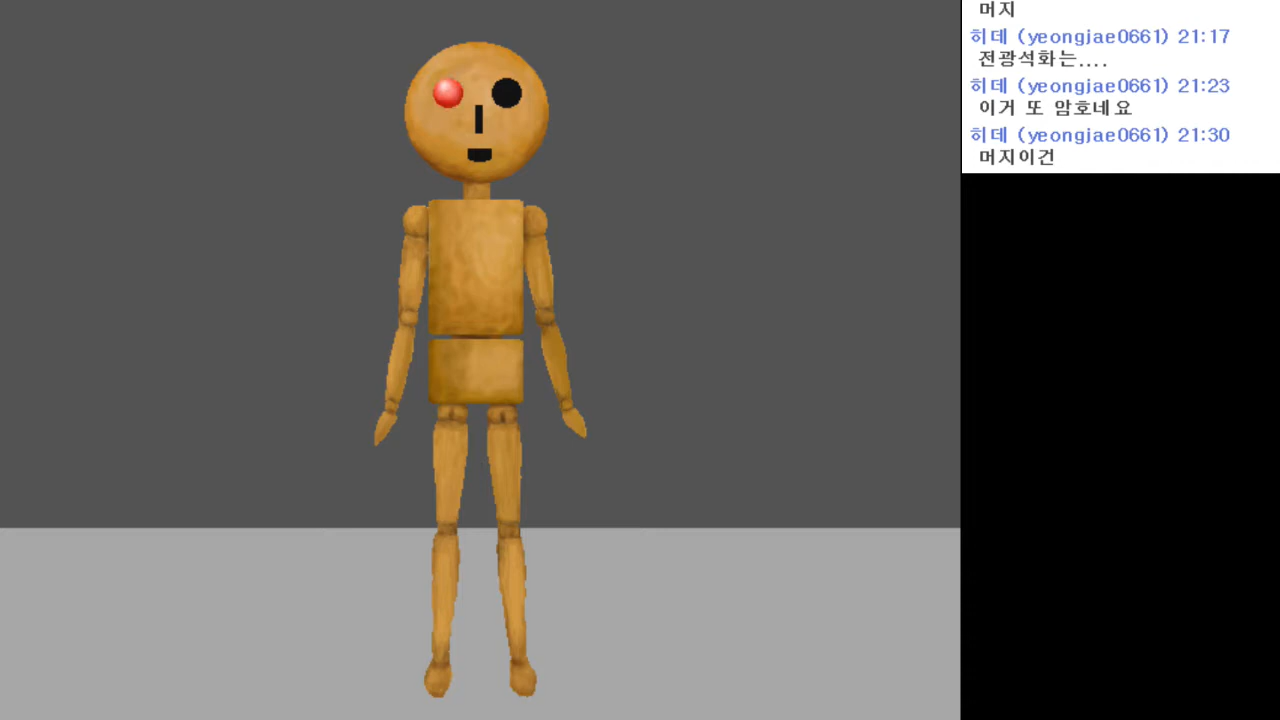 머지
히데 (yeongjae0661) 21:17
전광석화는....
히데 (yeongjae0661) 21:23
이거 또 암호네요
히데 (yeongjae0661) 21:30
머지이건